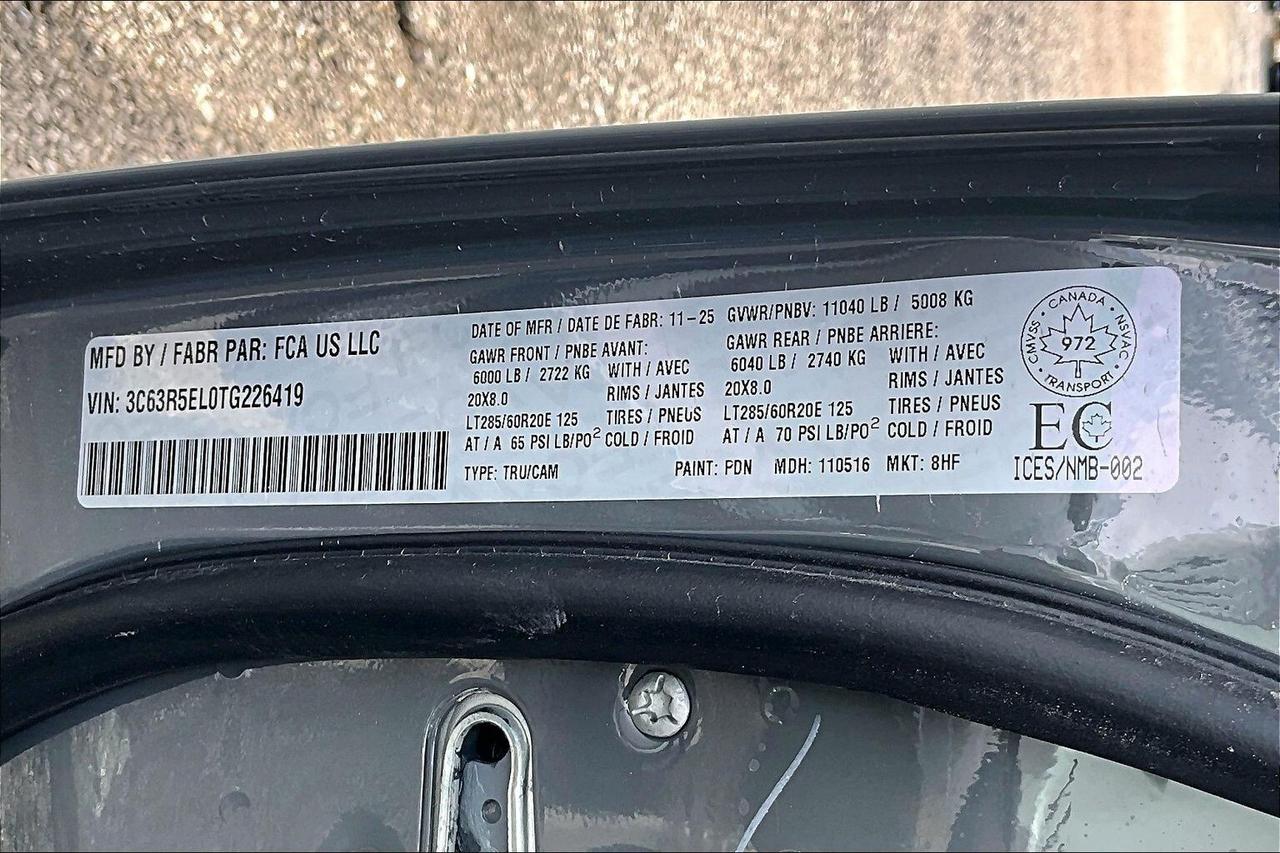 MFD BY / FABR PAR: FCA US LLC
VIN: 3C63R5EL0TG226419
DATE OF MFR / DATE DE FABR: 11-25
GAWR FRONT / PNBE AVANT:
6000 LB / 2722 KG WITH / AVEC
20X8.0 RIMS / JANTES
LT285/60R20E 125 TIRES / PNEUS
AT / A 65 PSI LB/PO² COLD / FROID
TYPE: TRU/CAM
GVWR/PNBV: 11040 LB / 5008 KG
GAWR REAR / PNBE ARRIERE:
6040 LB / 2740 KG WITH / AVEC
20X8.0 RIMS / JANTES
LT285/60R20E 125 TIRES / PNEUS
AT / A 70 PSI LB/PO² COLD / FROID
PAINT: PDN MDH: 110516 MKT: 8HF
CANADA
CMVSS
NSVAC
972
TRANSPORT
EC
ICES/NMB-002